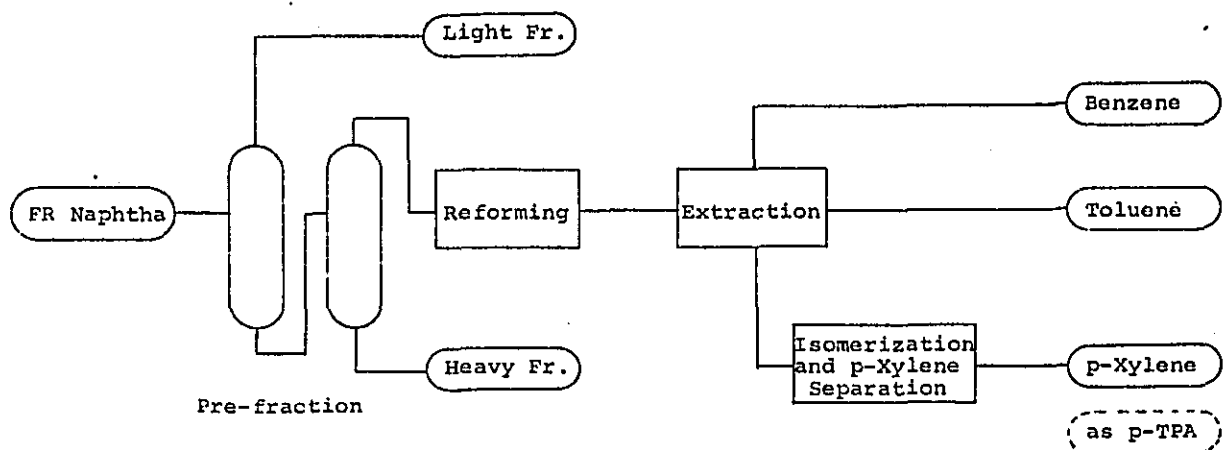 Light Fr.
Benzene
FR Naphtha
Reforming
Extraction
Toluene
Isomerization
and p-Xylene
Separation
Heavy Fr.
p-Xylene
Pre-fraction
as p-TPA